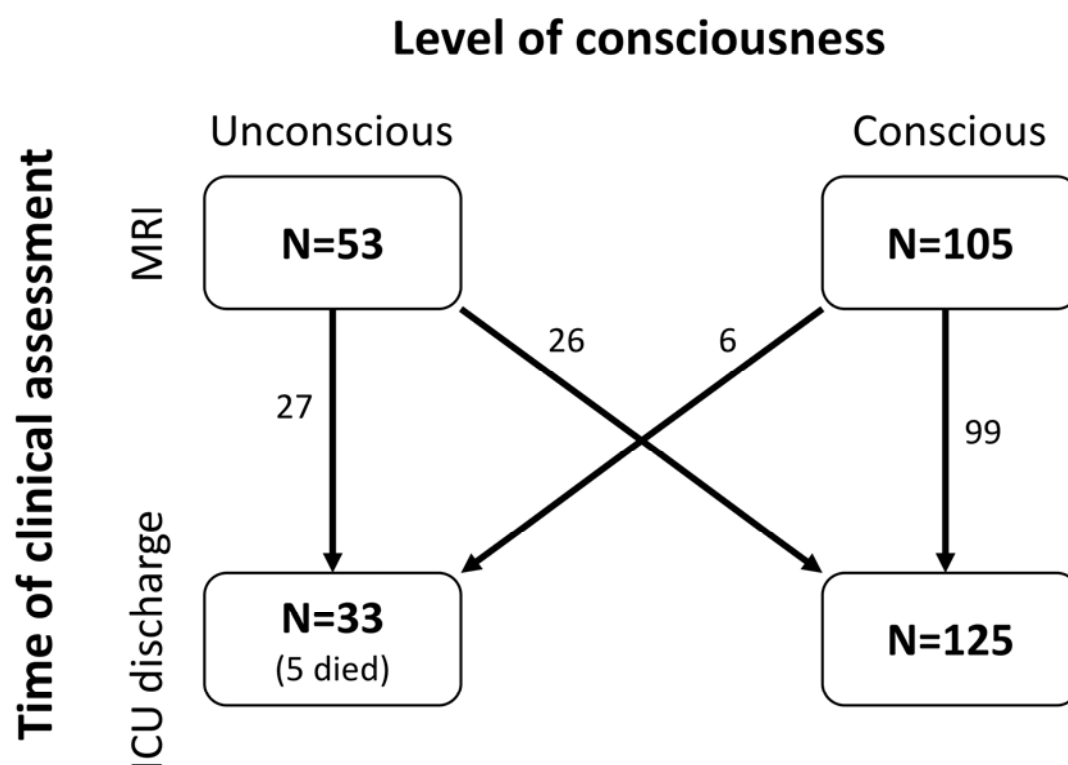 Level of consciousness
Unconscious
Conscious
Time of clinical assessment
MRI
N=53
N=105
26
6
27
99
ICU discharge
N=33
(5 died)
N=125